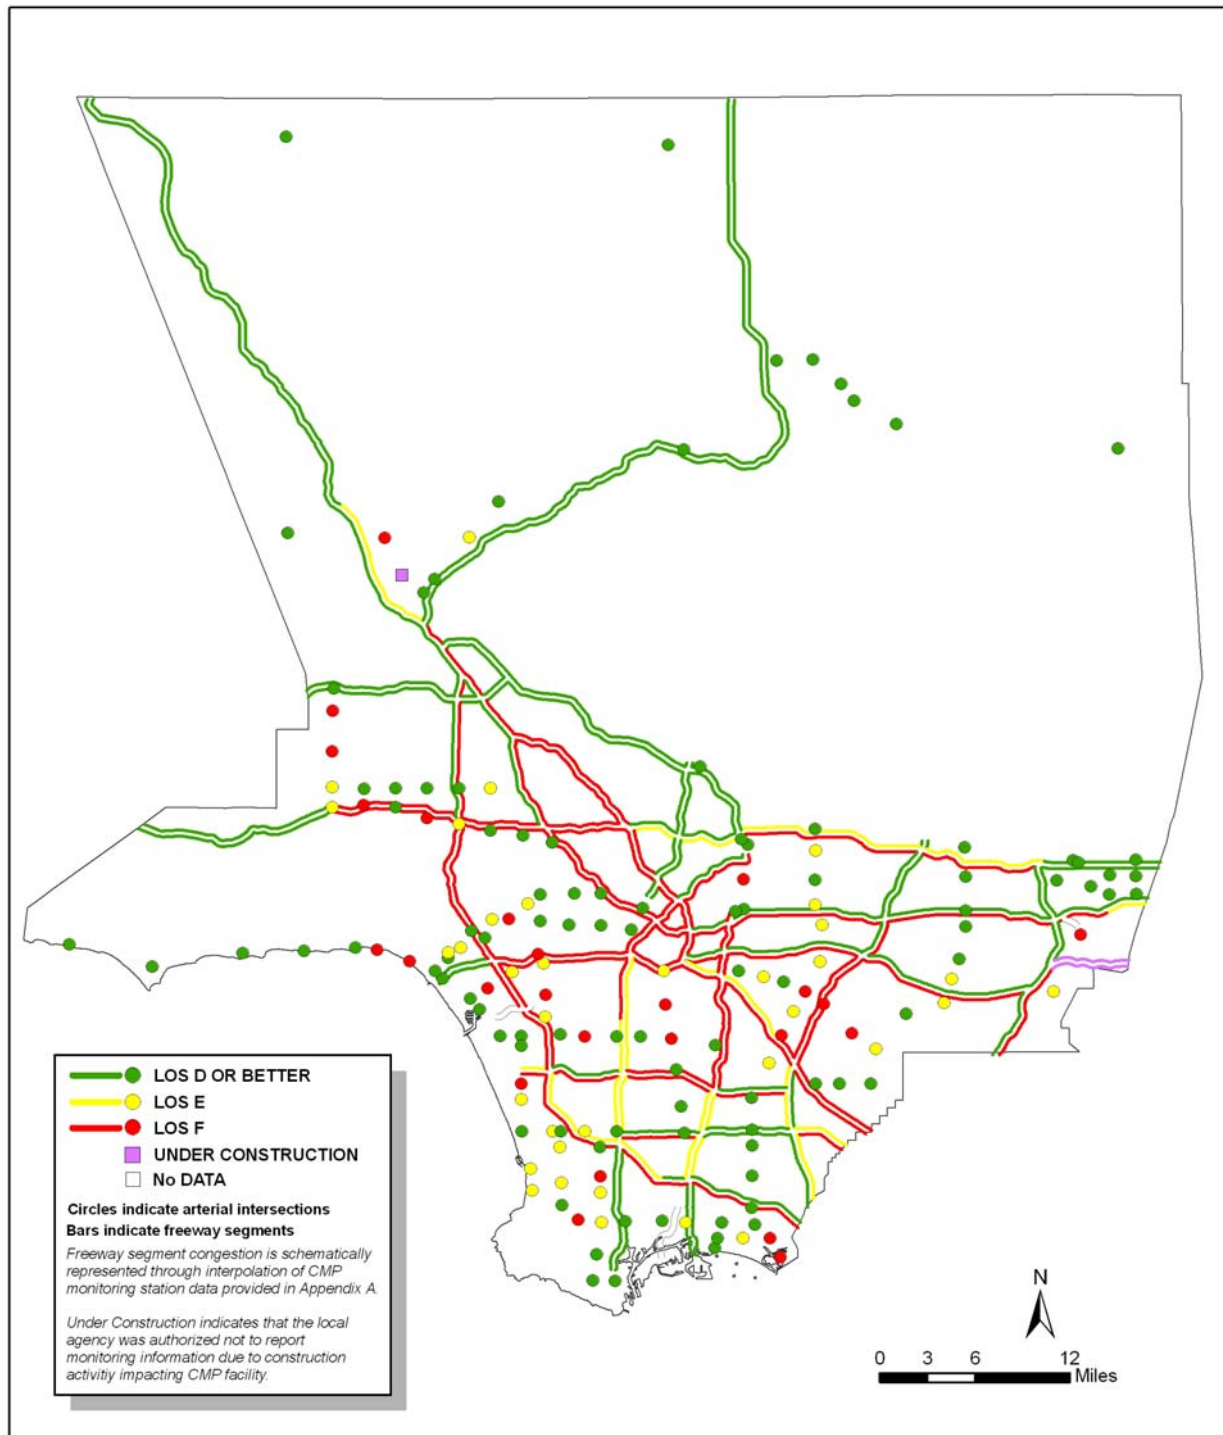 LOS D OR BETTER
LOS E
LOS F
UNDER CONSTRUCTION
No DATA
Circles indicate arterial intersections
Bars indicate freeway segments
Freeway segment congestion is schematically
represented through interpolation of CMP
monitoring station data provided in Appendix A.
Under Construction indicates that the local
agency was authorized not to report
monitoring information due to construction
activitiy impacting CMP facility.
N
0 3 6 12
Miles